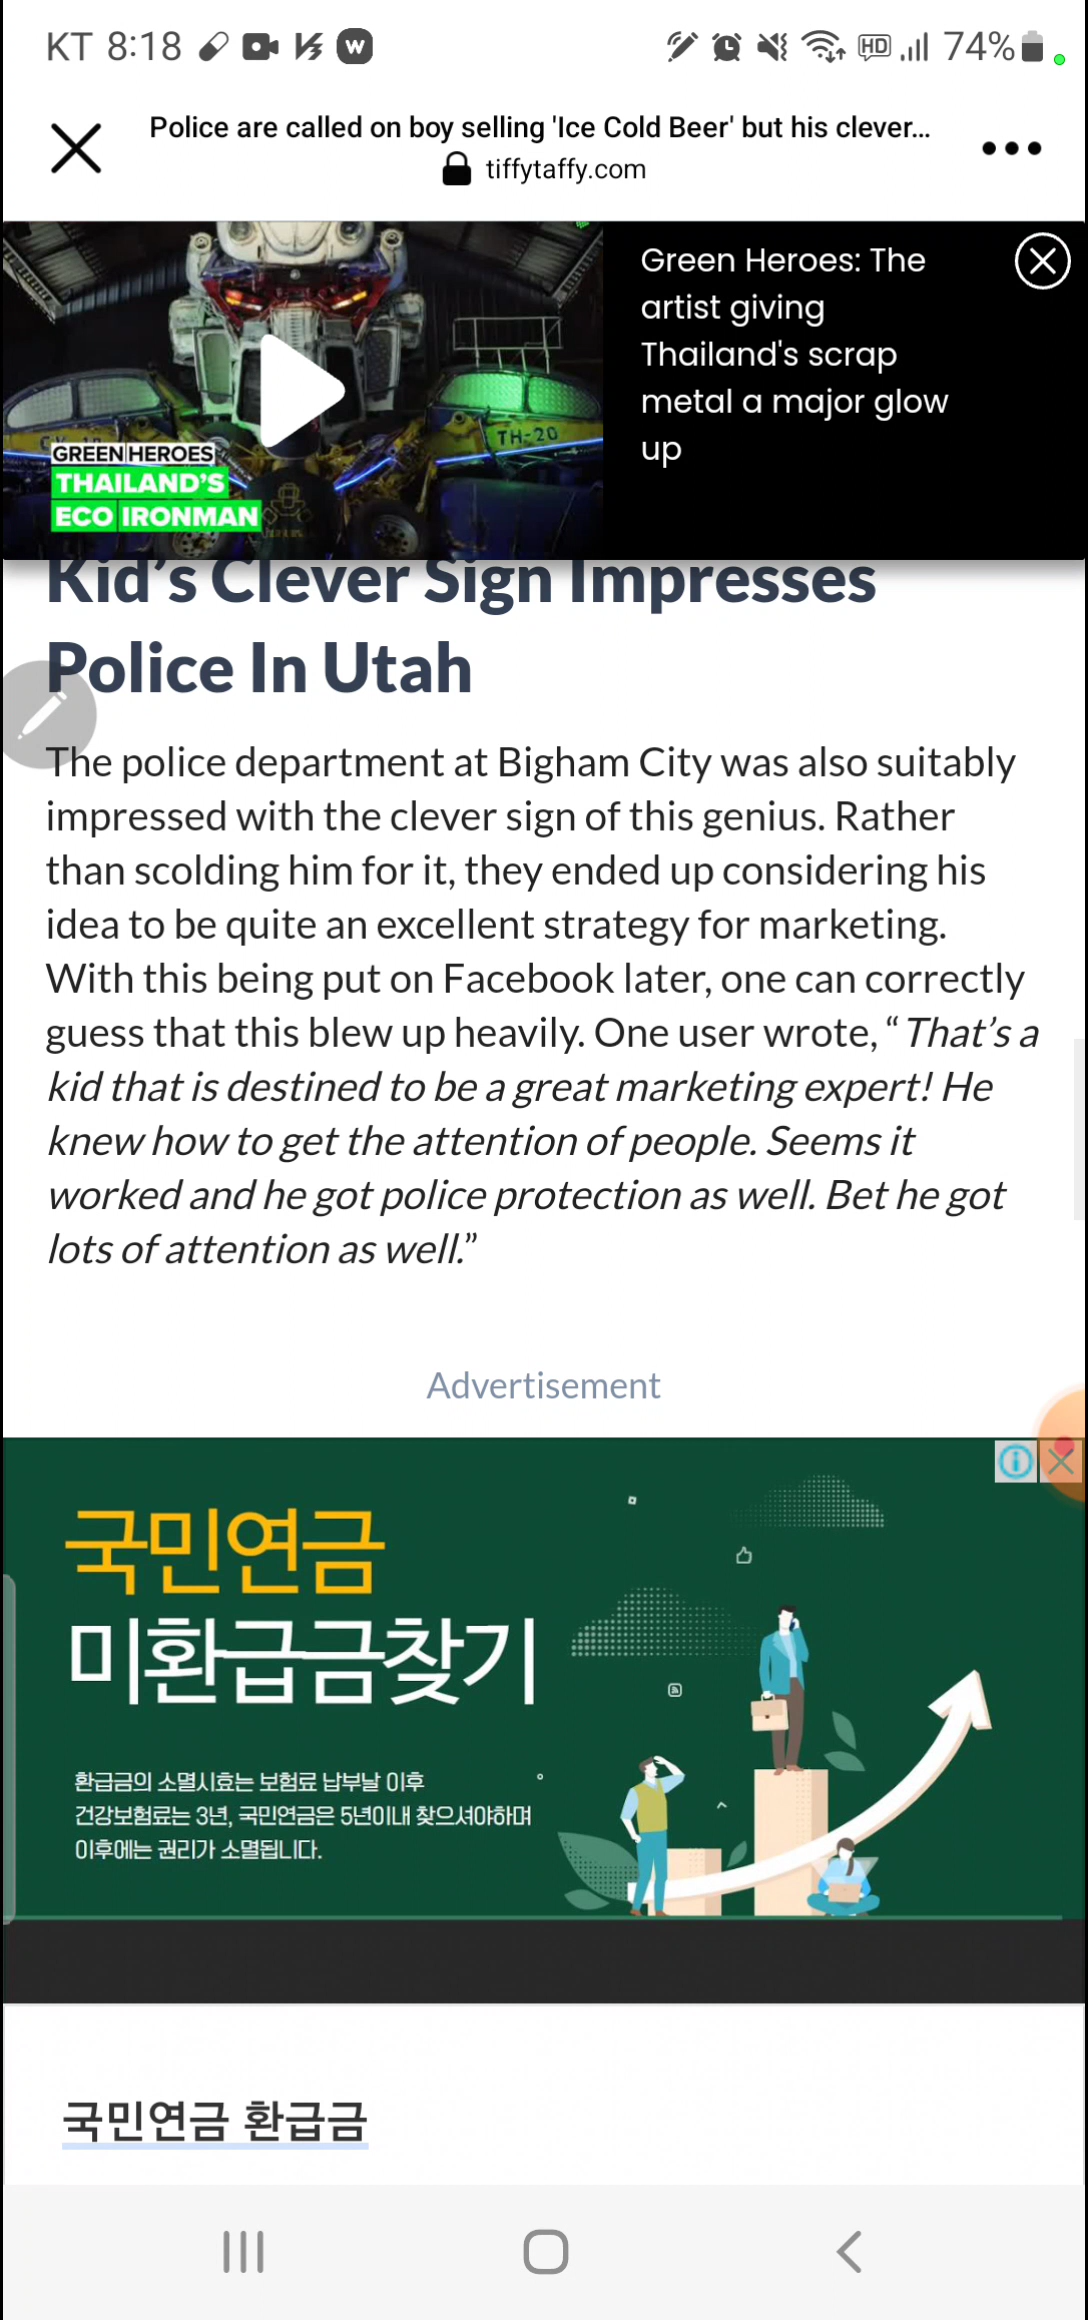 KT 8:18
HD 74%
Police are called on boy selling 'Ice Cold Beer' but his clever...
tiffytaffy.com
Green Heroes: The
artist giving
Thailand's scrap
metal a major glow
up
TH-20
GREEN HEROES
THAILAND'S
ECO IRONMAN
Kid’s Clever Sign Impresses
Police In Utah
The police department at Bigham City was also suitably
impressed with the clever sign of this genius. Rather
than scolding him for it, they ended up considering his
idea to be quite an excellent strategy for marketing.
With this being put on Facebook later, one can correctly
guess that this blew up heavily. One user wrote, “That’s a
kid that is destined to be a great marketing expert! He
knew how to get the attention of people. Seems it
worked and he got police protection as well. Bet he got
lots of attention as well.”
Advertisement
국민연금
미환급금찾기
환급금의 소멸시효는 보험료 납부날 이후
건강보험료는 3년, 국민연금은 5년이내 찾으셔야하며
이후에는 권리가 소멸됩니다.
국민연금 환급금